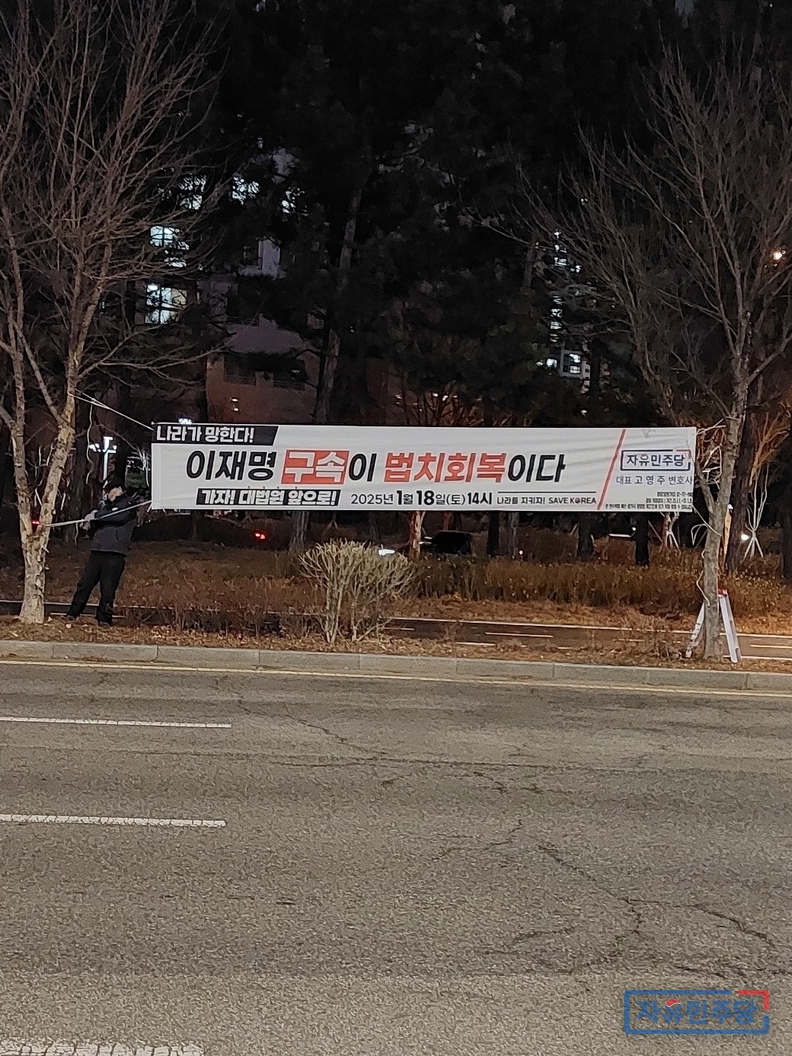 나라가 망한다!
이재명 구속이 법치회복이다
가자! 대법원 앞으로! 2025년 1월 18일(토) 14시 나라를 지키자! SAVE KOREA
자유민주당
대표 고영주 변호사
자유민주당